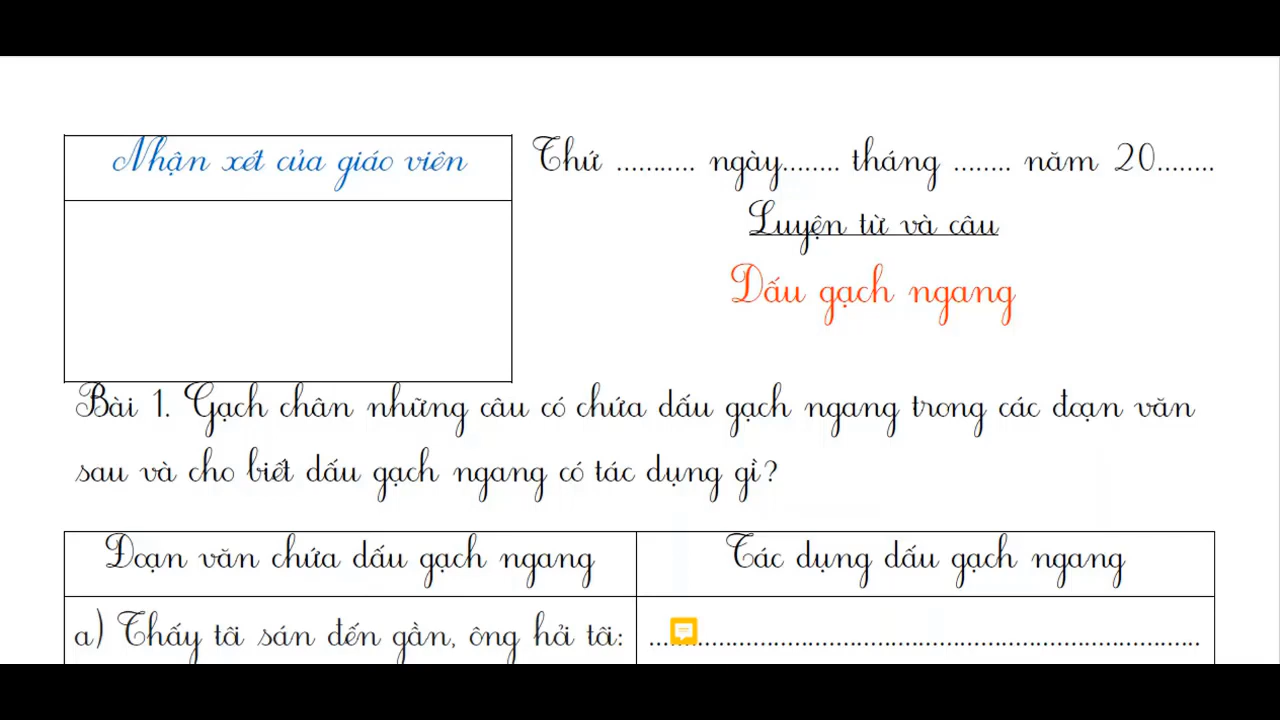 Nhận xét của giáo viên
Thứ ........... ngày........ tháng ........ năm 20........
Luyện từ và câu
Dấu gạch ngang
Bài 1. Gạch chân những câu có chứa dấu gạch ngang trong các đoạn văn
sau và cho biết dấu gạch ngang có tác dụng gì?
Đoạn văn chứa dấu gạch ngang
Tác dụng dấu gạch ngang
a) Thấy tôi sán đến gần, ông hỏi tôi:
................................................................................